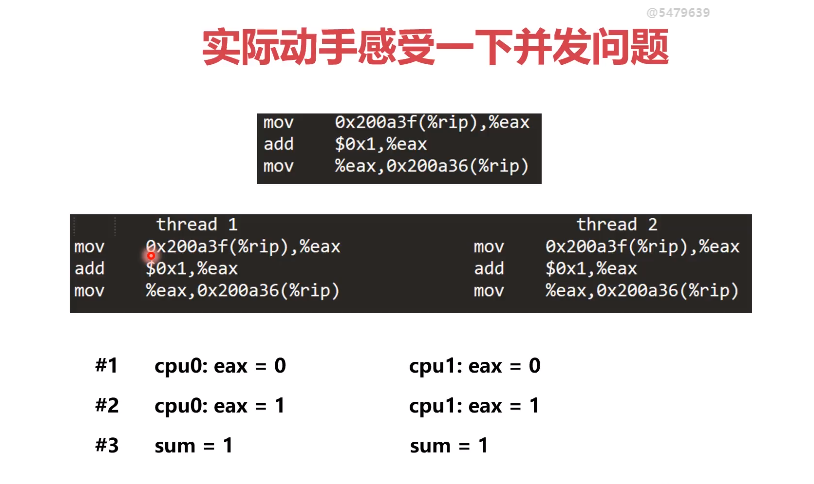 @5479639
实际动手感受一下并发问题
mov 0x200a3f(%rip),%eax
add $0x1,%eax
mov %eax,0x200a36(%rip)
thread 1 thread 2
mov 0x200a3f(%rip),%eax mov 0x200a3f(%rip),%eax
add $0x1,%eax add $0x1,%eax
mov %eax,0x200a36(%rip) mov %eax,0x200a36(%rip)
#1 cpu0: eax = 0 cpu1: eax = 0
#2 cpu0: eax = 1 cpu1: eax = 1
#3 sum = 1 sum = 1